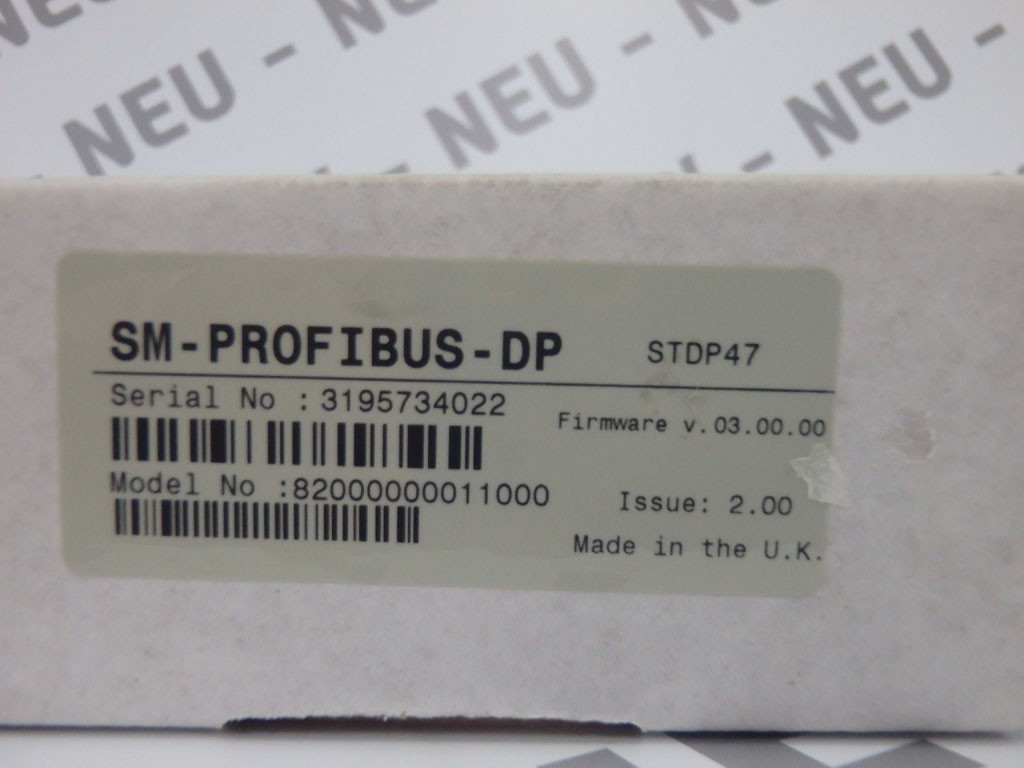 NEU - NEU -
NEU - NEU - NEU -
SM-PROFIBUS-DP STDP47
Serial No : 3195734022
Firmware v.03.00.00
Model No :82000000011000
Issue: 2.00
Made in the U.K.